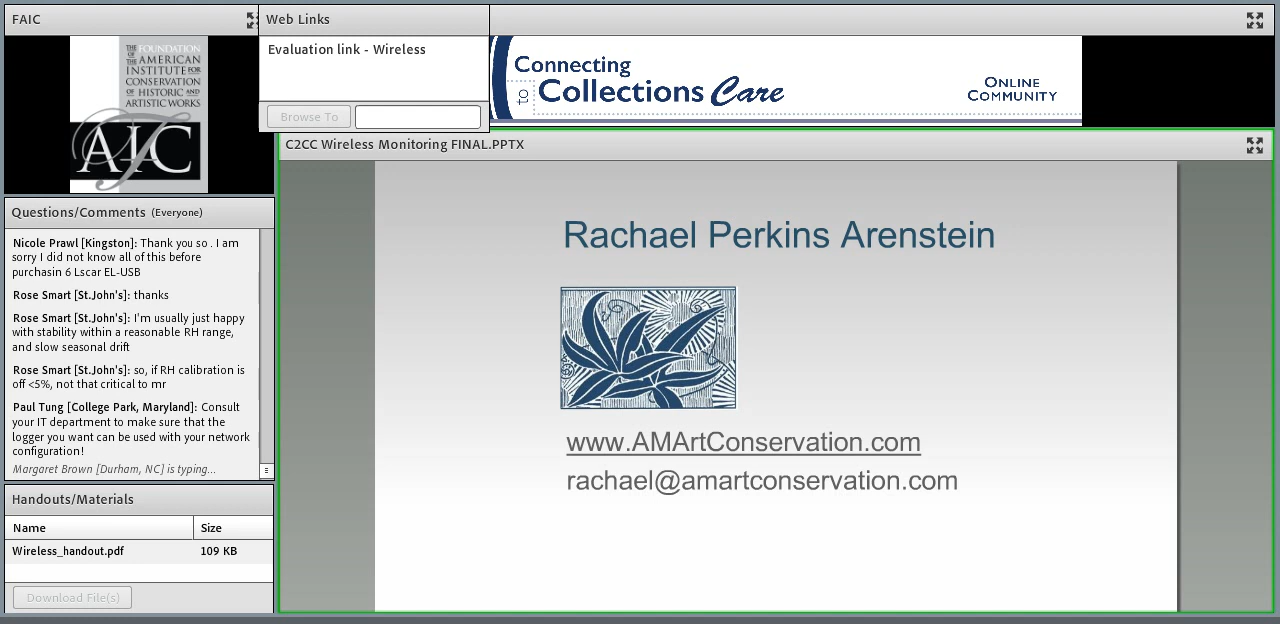 FAIC
Web Links
Evaluation link - Wireless
Browse To
THE FOUNDATION
OF THE AMERICAN
INSTITUTE FOR
CONSERVATION
OF HISTORIC AND
ARTISTIC WORKS
AIC
Connecting
to Collections Care
ONLINE
COMMUNITY
C2CC Wireless Monitoring FINAL.PPTX
Questions/Comments (Everyone)
Nicole Prawl [Kingston]: Thank you so . I am
sorry I did not know all of this before
purchasin 6 Lscar EL-USB
Rose Smart [St.John's]: thanks
Rose Smart [St.John's]: I'm usually just happy
with stability within a reasonable RH range,
and slow seasonal drift
Rose Smart [St.John's]: so, if RH calibration is
off <5%, not that critical to mr
Paul Tung [College Park, Maryland]: Consult
your IT department to make sure that the
logger you want can be used with your network
configuration!
Margaret Brown [Durham, NC] is typing...
Handouts/Materials
Name Size
Wireless_handout.pdf 109 KB
Download File(s)
Rachael Perkins Arenstein
www.AMArtConservation.com
rachael@amartconservation.com